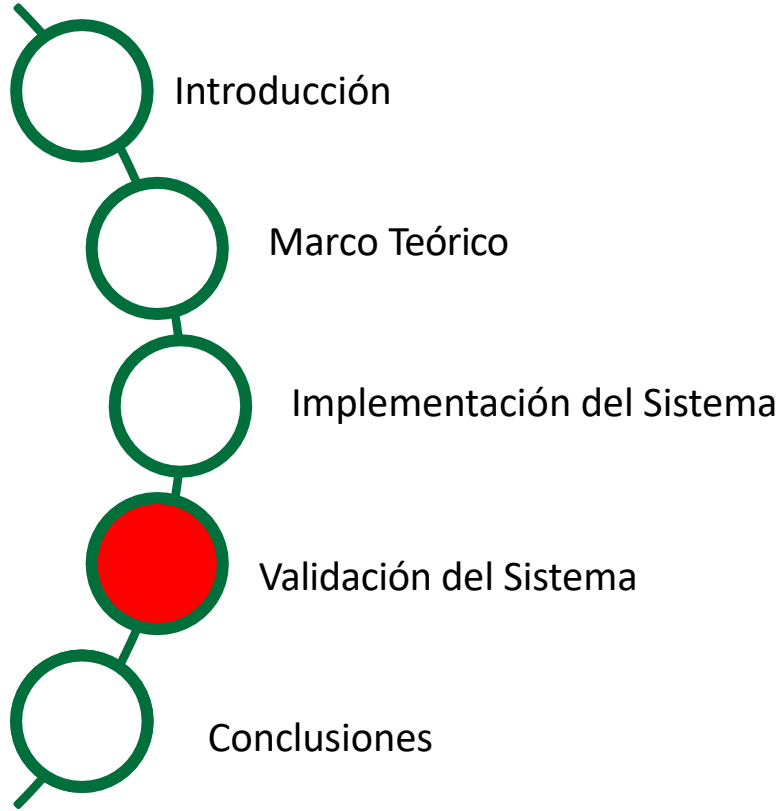 Introducción
Marco Teórico
Implementación del Sistema
Validación del Sistema
Conclusiones